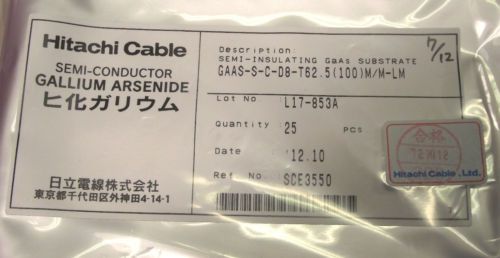 Hitachi Cable
SEMI-CONDUCTOR
GALLIUM ARSENIDE
ヒ化ガリウム
日立電線株式会社
東京都千代田区外神田4-14-1
Description:
SEMI-INSULATING GaAs SUBSTRATE
GAAS-S-C-D8-T62.5(100)M/M-LM
Lot No. L17-853A
Quantity 25 PCS
Date '12.10
Ref No. SCE3550
7/12
合格
Hitachi Cable, Ltd.